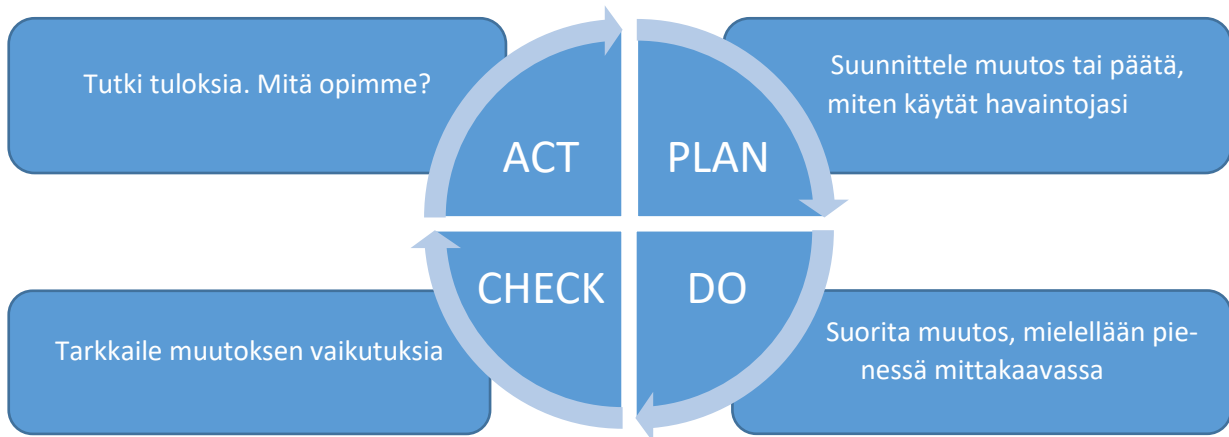 Tutki tuloksia. Mitä opimme?
Suunnittele muutos tai päätä,
miten käytät havaintojasi
ACT
PLAN
CHECK
DO
Tarkkaile muutoksen vaikutuksia
Suorita muutos, mielellään pie-
nessä mittakaavassa